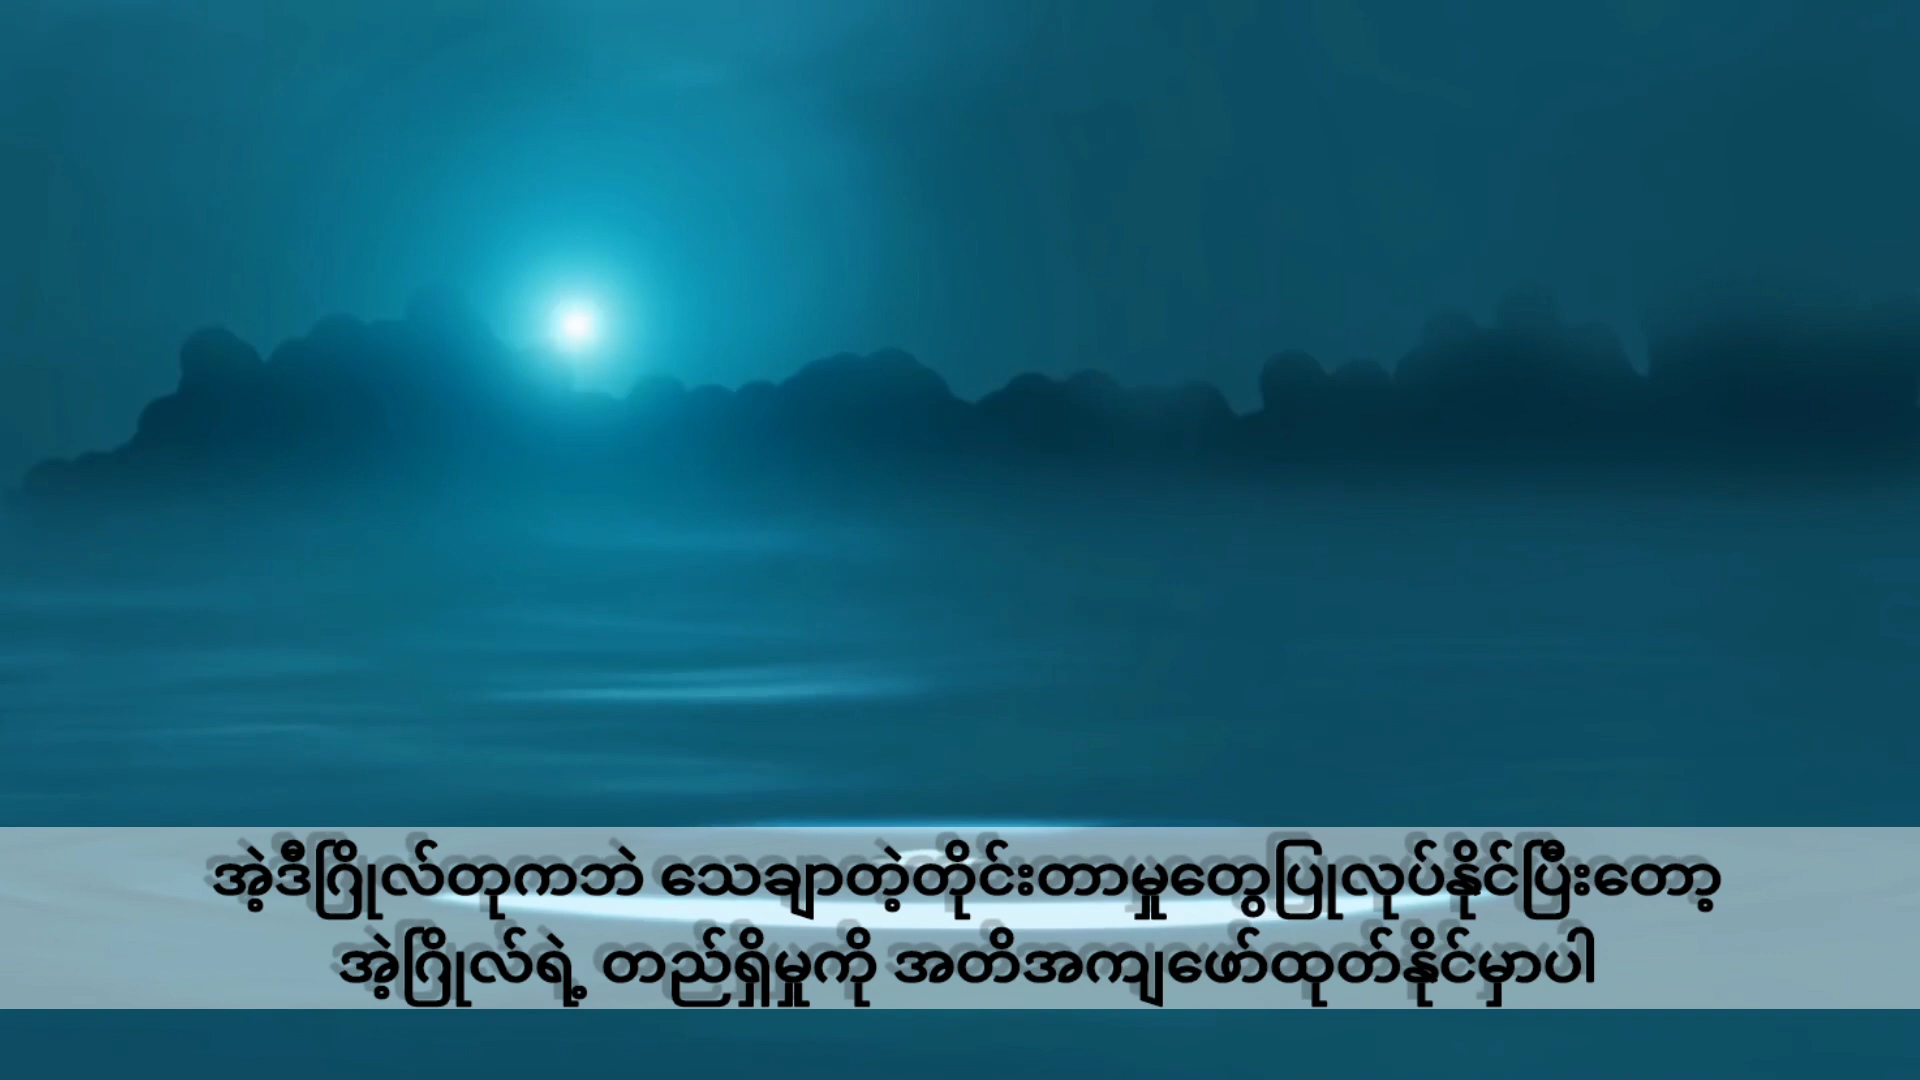 အဲ့ဒီဂြိုလ်တုကဘဲ သေချာတဲ့တိုင်းတာမှုတွေပြုလုပ်နိုင်ပြီးတော့
အဲ့ဂြိုလ်ရဲ့ တည်ရှိမှုကို အတိအကျဖော်ထုတ်နိုင်မှာပါ